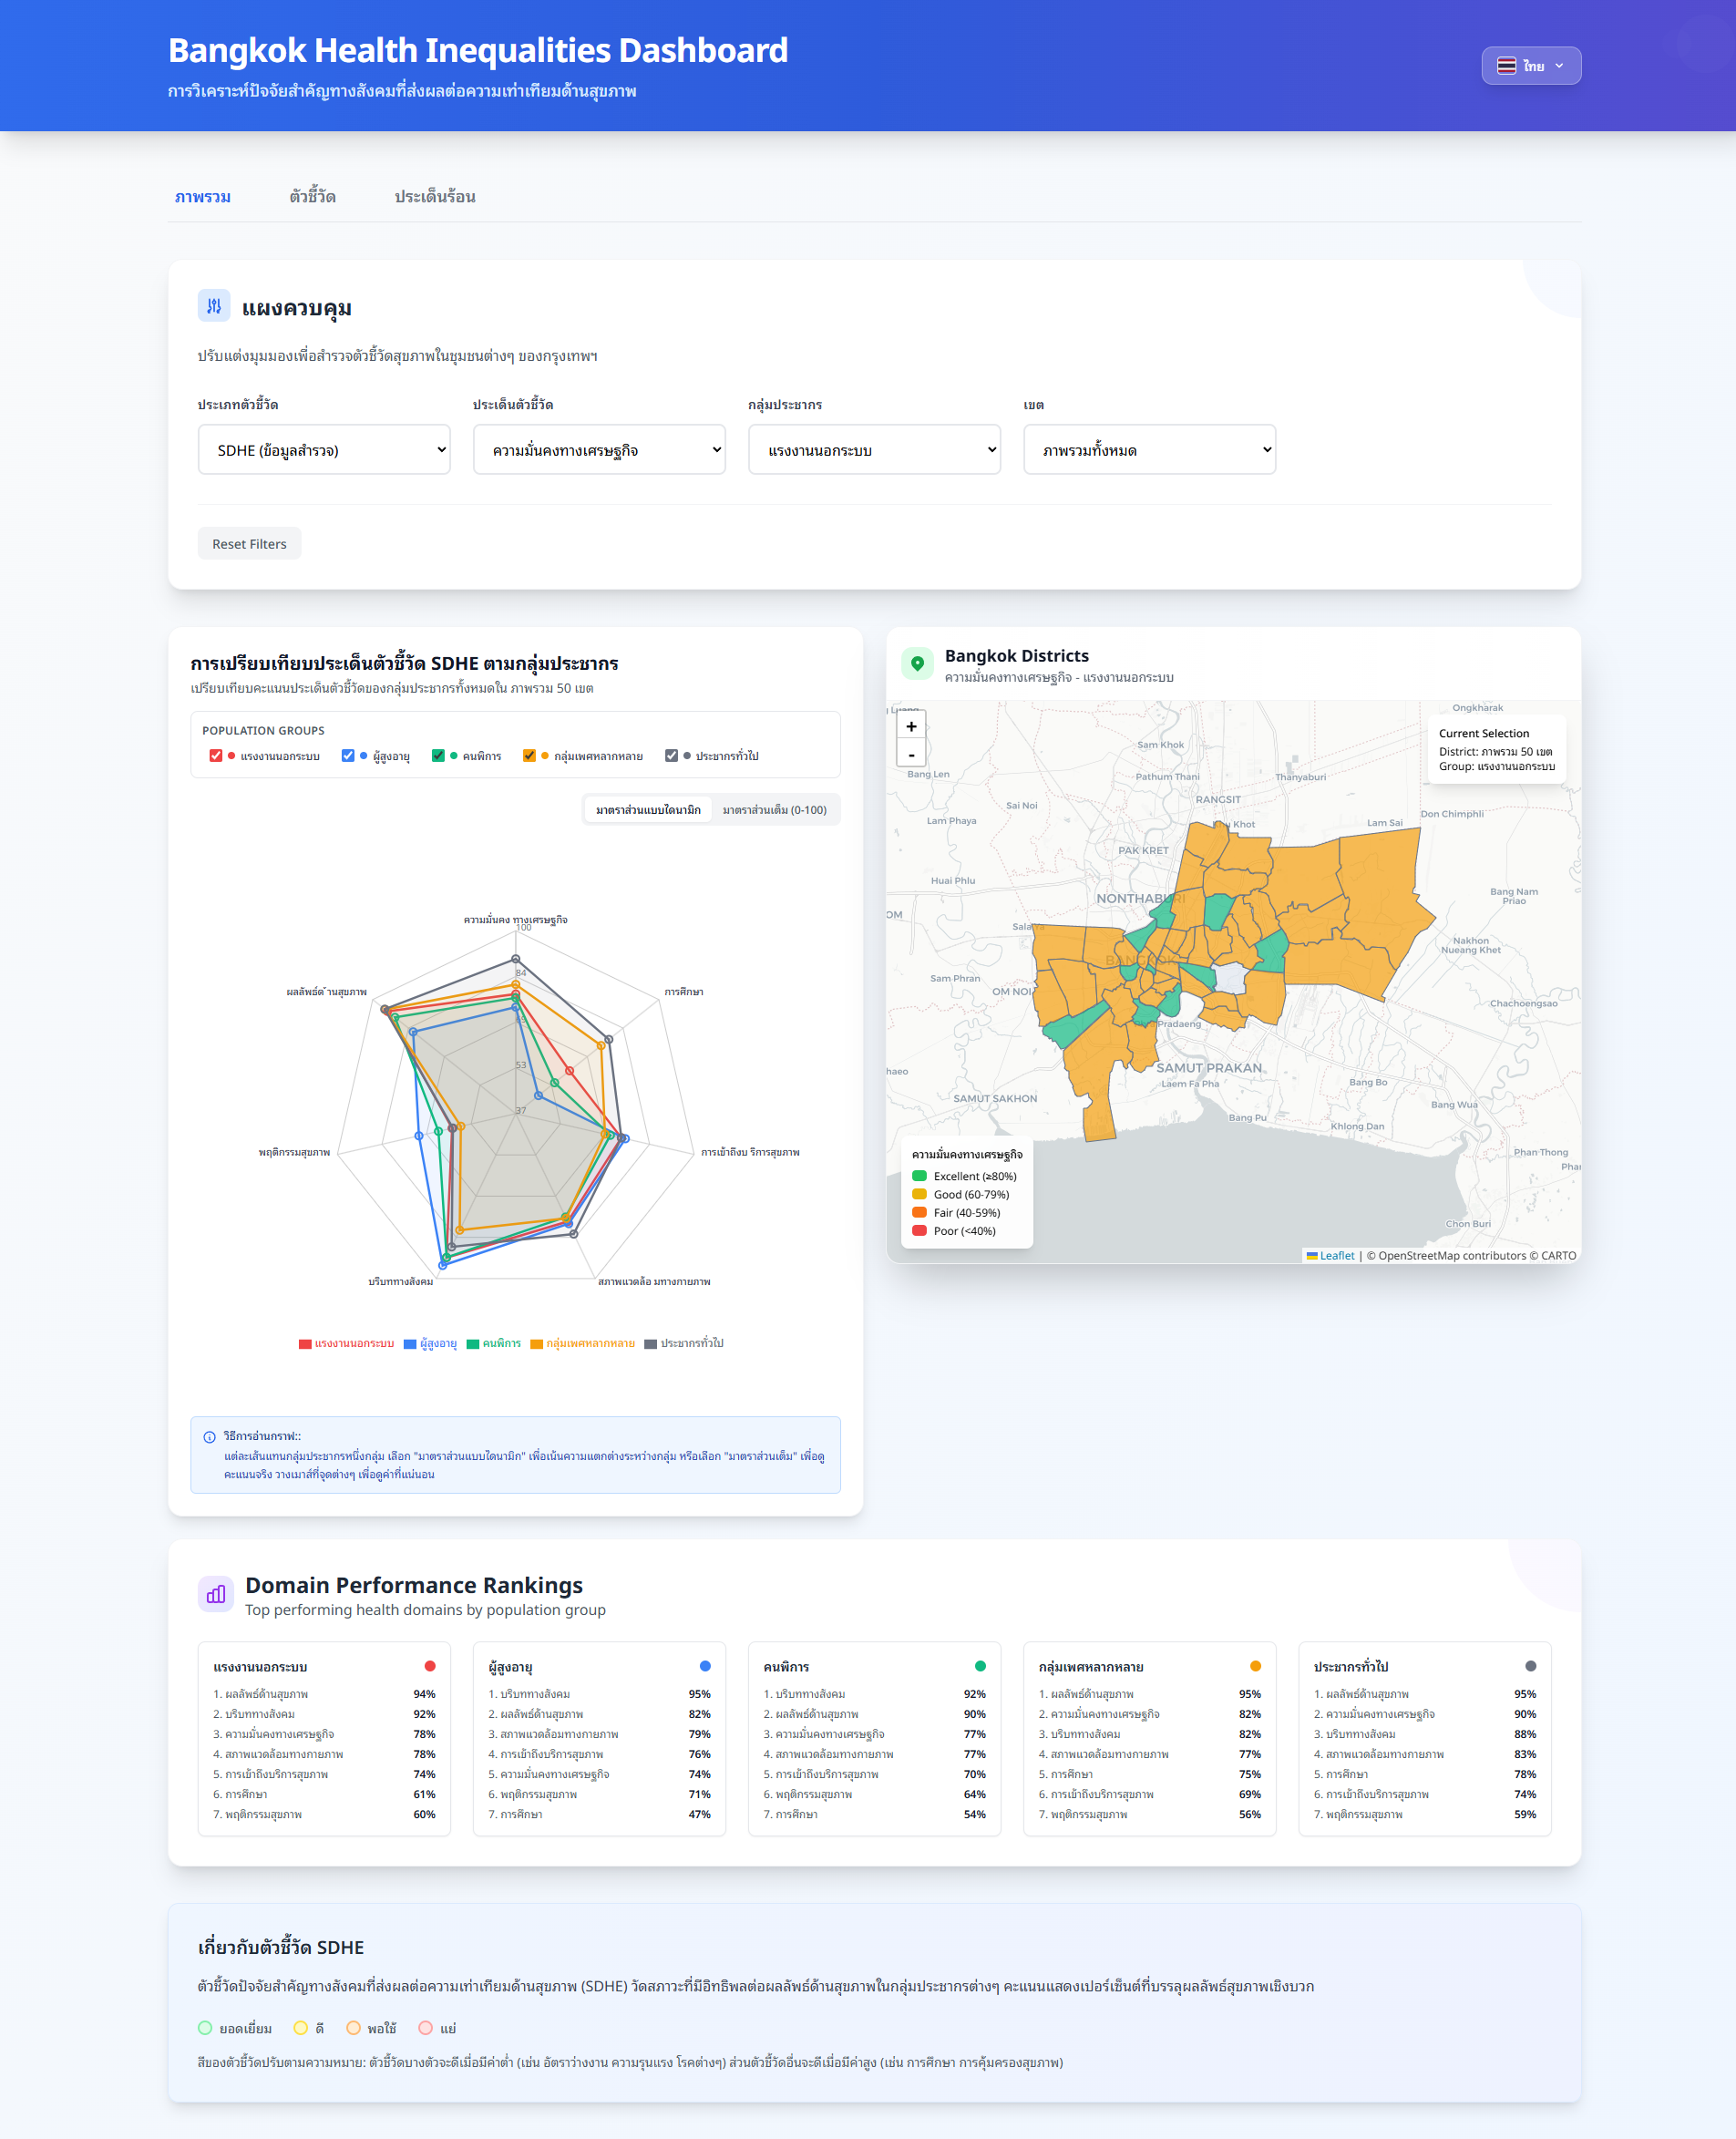 Bangkok Health Inequalities Dashboard
การวิเคราะห์ปัจจัยสำคัญทางสังคมที่ส่งผลต่อความเท่าเทียมด้านสุขภาพ
ไทย
ภาพรวม ตัวชี้วัด ประเด็นร้อน
แผงควบคุม
ปรับแต่งมุมมองเพื่อสำรวจตัวชี้วัดสุขภาพในชุมชนต่างๆ ของกรุงเทพฯ
ประเภทตัวชี้วัด ประเด็นตัวชี้วัด กลุ่มประชากร เขต
SDHE (ข้อมูลสำรวจ) ความมั่นคงทางเศรษฐกิจ แรงงานนอกระบบ ภาพรวมทั้งหมด
Reset Filters
การเปรียบเทียบประเด็นตัวชี้วัด SDHE ตามกลุ่มประชากร
เปรียบเทียบคะแนนประเด็นตัวชี้วัดของกลุ่มประชากรทั้งหมดใน ภาพรวม 50 เขต
POPULATION GROUPS
แรงงานนอกระบบ ผู้สูงอายุ คนพิการ กลุ่มเพศหลากหลาย ประชากรทั่วไป
มาตราส่วนแบบไดนามิก มาตราส่วนเต็ม (0-100)
ความมั่นคง ทางเศรษฐกิจ
100
84
53
37
การศึกษา
การเข้าถึงบ ริการสุขภาพ
สภาพแวดล้อ มทางกายภาพ
บริบททางสังคม
พฤติกรรมสุขภาพ
ผลลัพธ์ด ้านสุขภาพ
แรงงานนอกระบบ ผู้สูงอายุ คนพิการ กลุ่มเพศหลากหลาย ประชากรทั่วไป
วิธีการอ่านกราฟ::
แต่ละเส้นแทนกลุ่มประชากรหนึ่งกลุ่ม เลือก "มาตราส่วนแบบไดนามิก" เพื่อเน้นความแตกต่างระหว่างกลุ่ม หรือเลือก "มาตราส่วนเต็ม" เพื่อดู
คะแนนจริง วางเมาส์ที่จุดต่างๆ เพื่อดูค่าที่แน่นอน
Bangkok Districts
ความมั่นคงทางเศรษฐกิจ - แรงงานนอกระบบ
+
-
Current Selection
District: ภาพรวม 50 เขต
Group: แรงงานนอกระบบ
Ongkharak
Sam Khok
Bang Len
Pathum Thani
Thanyaburi
Sai Noi
RANGSIT
Lam Phaya
Khot
Lam Sai
Don Chimphli
PAK KRET
Huai Phlu
Bang Nam
Priao
NONTHABURI
OM
Sala Ya
BANGKOK
Nakhon
Nueang Khet
Sam Phran
OM NOI
Chachoengsao
Pradaeng
haeo
SAMUT PRAKAN
Laem Fa Pha
Bang Bo
SAMUT SAKHON
Bang Pu
Bang Wua
Khlong Dan
Phan Thong
Phan
Chon Buri
ความมั่นคงทางเศรษฐกิจ
Excellent (≥80%)
Good (60-79%)
Fair (40-59%)
Poor (<40%)
Leaflet | © OpenStreetMap contributors © CARTO
Domain Performance Rankings
Top performing health domains by population group
แรงงานนอกระบบ
1. ผลลัพธ์ด้านสุขภาพ 94%
2. บริบททางสังคม 92%
3. ความมั่นคงทางเศรษฐกิจ 78%
4. สภาพแวดล้อมทางกายภาพ 78%
5. การเข้าถึงบริการสุขภาพ 74%
6. การศึกษา 61%
7. พฤติกรรมสุขภาพ 60%
ผู้สูงอายุ
1. บริบททางสังคม 95%
2. ผลลัพธ์ด้านสุขภาพ 82%
3. สภาพแวดล้อมทางกายภาพ 79%
4. การเข้าถึงบริการสุขภาพ 76%
5. ความมั่นคงทางเศรษฐกิจ 74%
6. พฤติกรรมสุขภาพ 71%
7. การศึกษา 47%
คนพิการ
1. บริบททางสังคม 92%
2. ผลลัพธ์ด้านสุขภาพ 90%
3. ความมั่นคงทางเศรษฐกิจ 77%
4. สภาพแวดล้อมทางกายภาพ 77%
5. การเข้าถึงบริการสุขภาพ 70%
6. พฤติกรรมสุขภาพ 64%
7. การศึกษา 54%
กลุ่มเพศหลากหลาย
1. ผลลัพธ์ด้านสุขภาพ 95%
2. ความมั่นคงทางเศรษฐกิจ 82%
3. บริบททางสังคม 82%
4. สภาพแวดล้อมทางกายภาพ 77%
5. การศึกษา 75%
6. การเข้าถึงบริการสุขภาพ 69%
7. พฤติกรรมสุขภาพ 56%
ประชากรทั่วไป
1. ผลลัพธ์ด้านสุขภาพ 95%
2. ความมั่นคงทางเศรษฐกิจ 90%
3. บริบททางสังคม 88%
4. สภาพแวดล้อมทางกายภาพ 83%
5. การศึกษา 78%
6. การเข้าถึงบริการสุขภาพ 74%
7. พฤติกรรมสุขภาพ 59%
เกี่ยวกับตัวชี้วัด SDHE
ตัวชี้วัดปัจจัยสำคัญทางสังคมที่ส่งผลต่อความเท่าเทียมด้านสุขภาพ (SDHE) วัดสภาวะที่มีอิทธิพลต่อผลลัพธ์ด้านสุขภาพในกลุ่มประชากรต่างๆ คะแนนแสดงเปอร์เซ็นต์ที่บรรลุผลลัพธ์สุขภาพเชิงบวก
ยอดเยี่ยม ดี พอใช้ แย่
สีของตัวชี้วัดปรับตามความหมาย: ตัวชี้วัดบางตัวจะดีเมื่อมีค่าต่ำ (เช่น อัตราว่างงาน ความรุนแรง โรคต่างๆ) ส่วนตัวชี้วัดอื่นจะดีเมื่อมีค่าสูง (เช่น การศึกษา การคุ้มครองสุขภาพ)